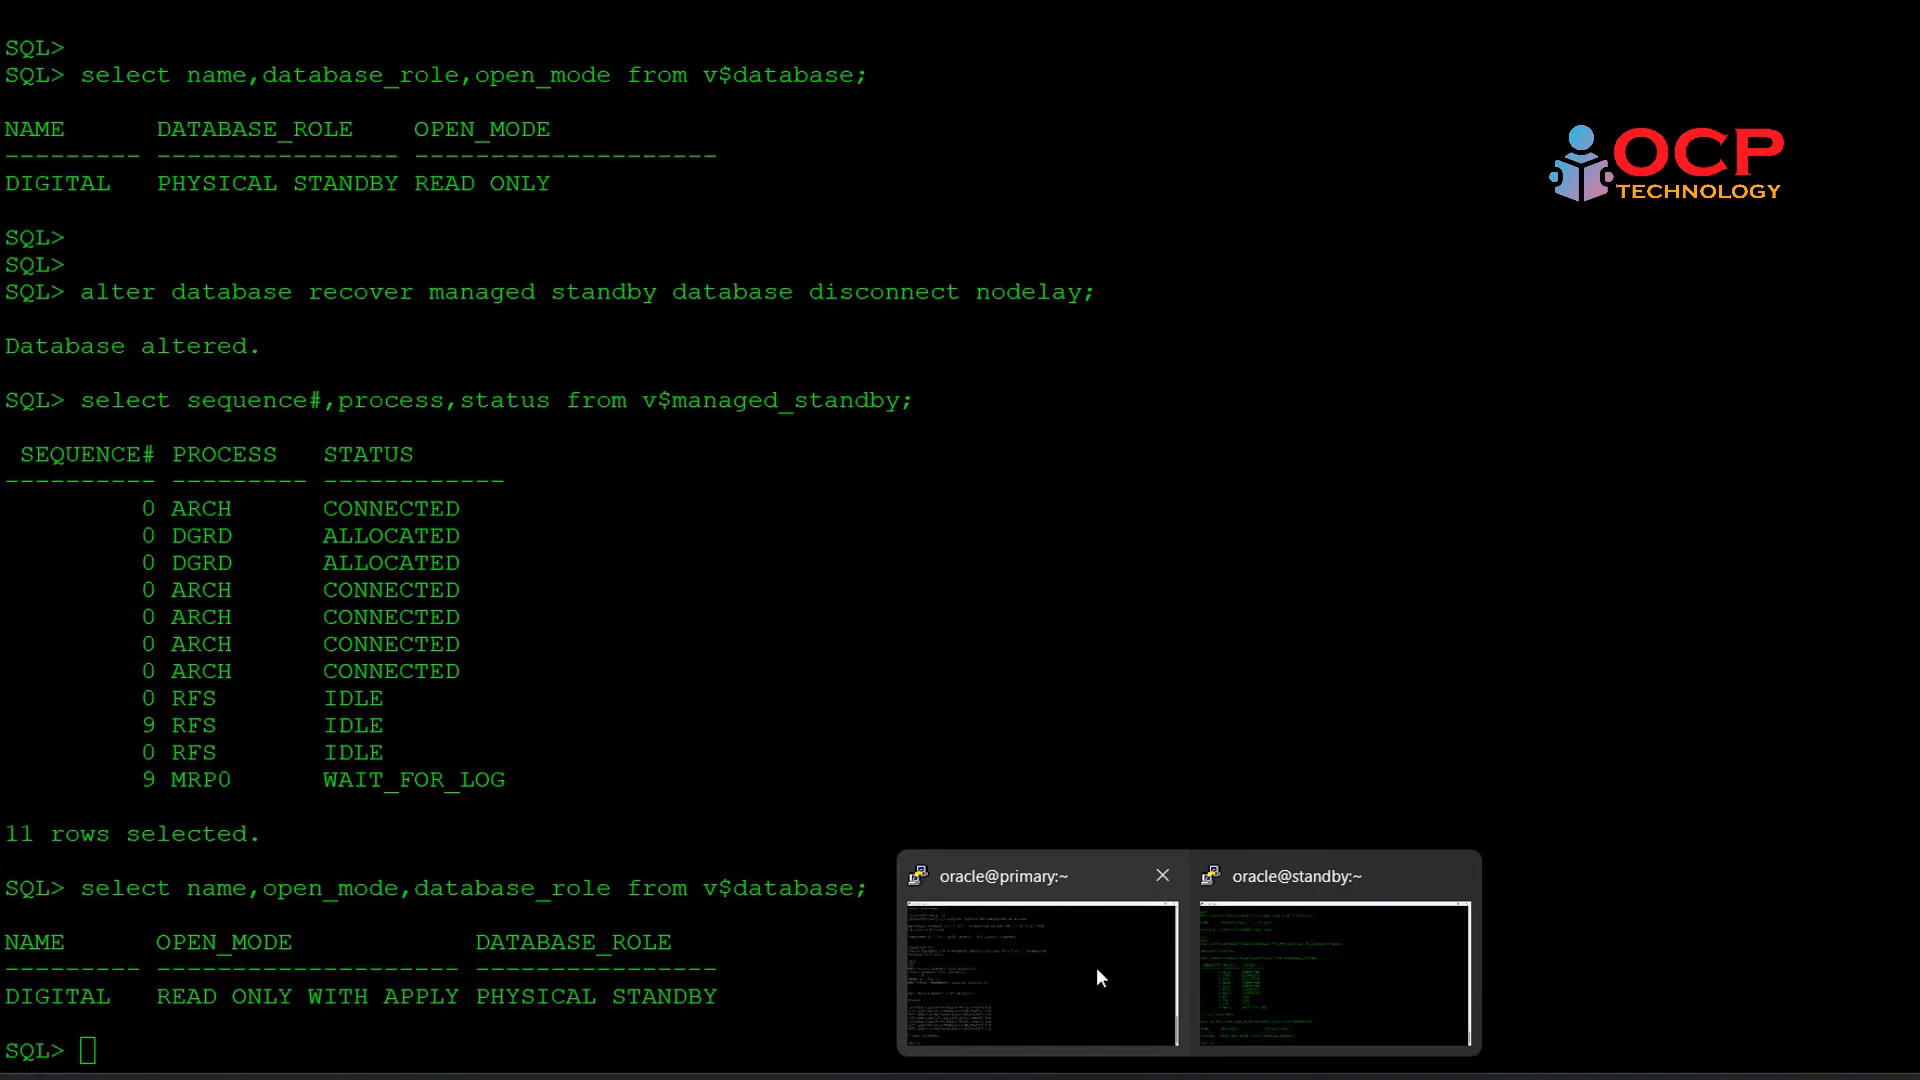 SQL>
SQL> select name,database_role,open_mode from v$database;
NAME      DATABASE_ROLE    OPEN_MODE
--------- ---------------- --------------------
DIGITAL   PHYSICAL STANDBY READ ONLY
SQL>
SQL>
SQL> alter database recover managed standby database disconnect nodelay;
Database altered.
SQL> select sequence#,process,status from v$managed_standby;
 SEQUENCE# PROCESS   STATUS
---------- --------- ------------
         0 ARCH      CONNECTED
         0 DGRD      ALLOCATED
         0 DGRD      ALLOCATED
         0 ARCH      CONNECTED
         0 ARCH      CONNECTED
         0 ARCH      CONNECTED
         0 ARCH      CONNECTED
         0 RFS       IDLE
         9 RFS       IDLE
         0 RFS       IDLE
         9 MRP0      WAIT_FOR_LOG
11 rows selected.
SQL> select name,open_mode,database_role from v$database;
NAME      OPEN_MODE            DATABASE_ROLE
--------- -------------------- ----------------
DIGITAL   READ ONLY WITH APPLY PHYSICAL STANDBY
SQL>
OCP
TECHNOLOGY
oracle@primary:~
oracle@standby:~